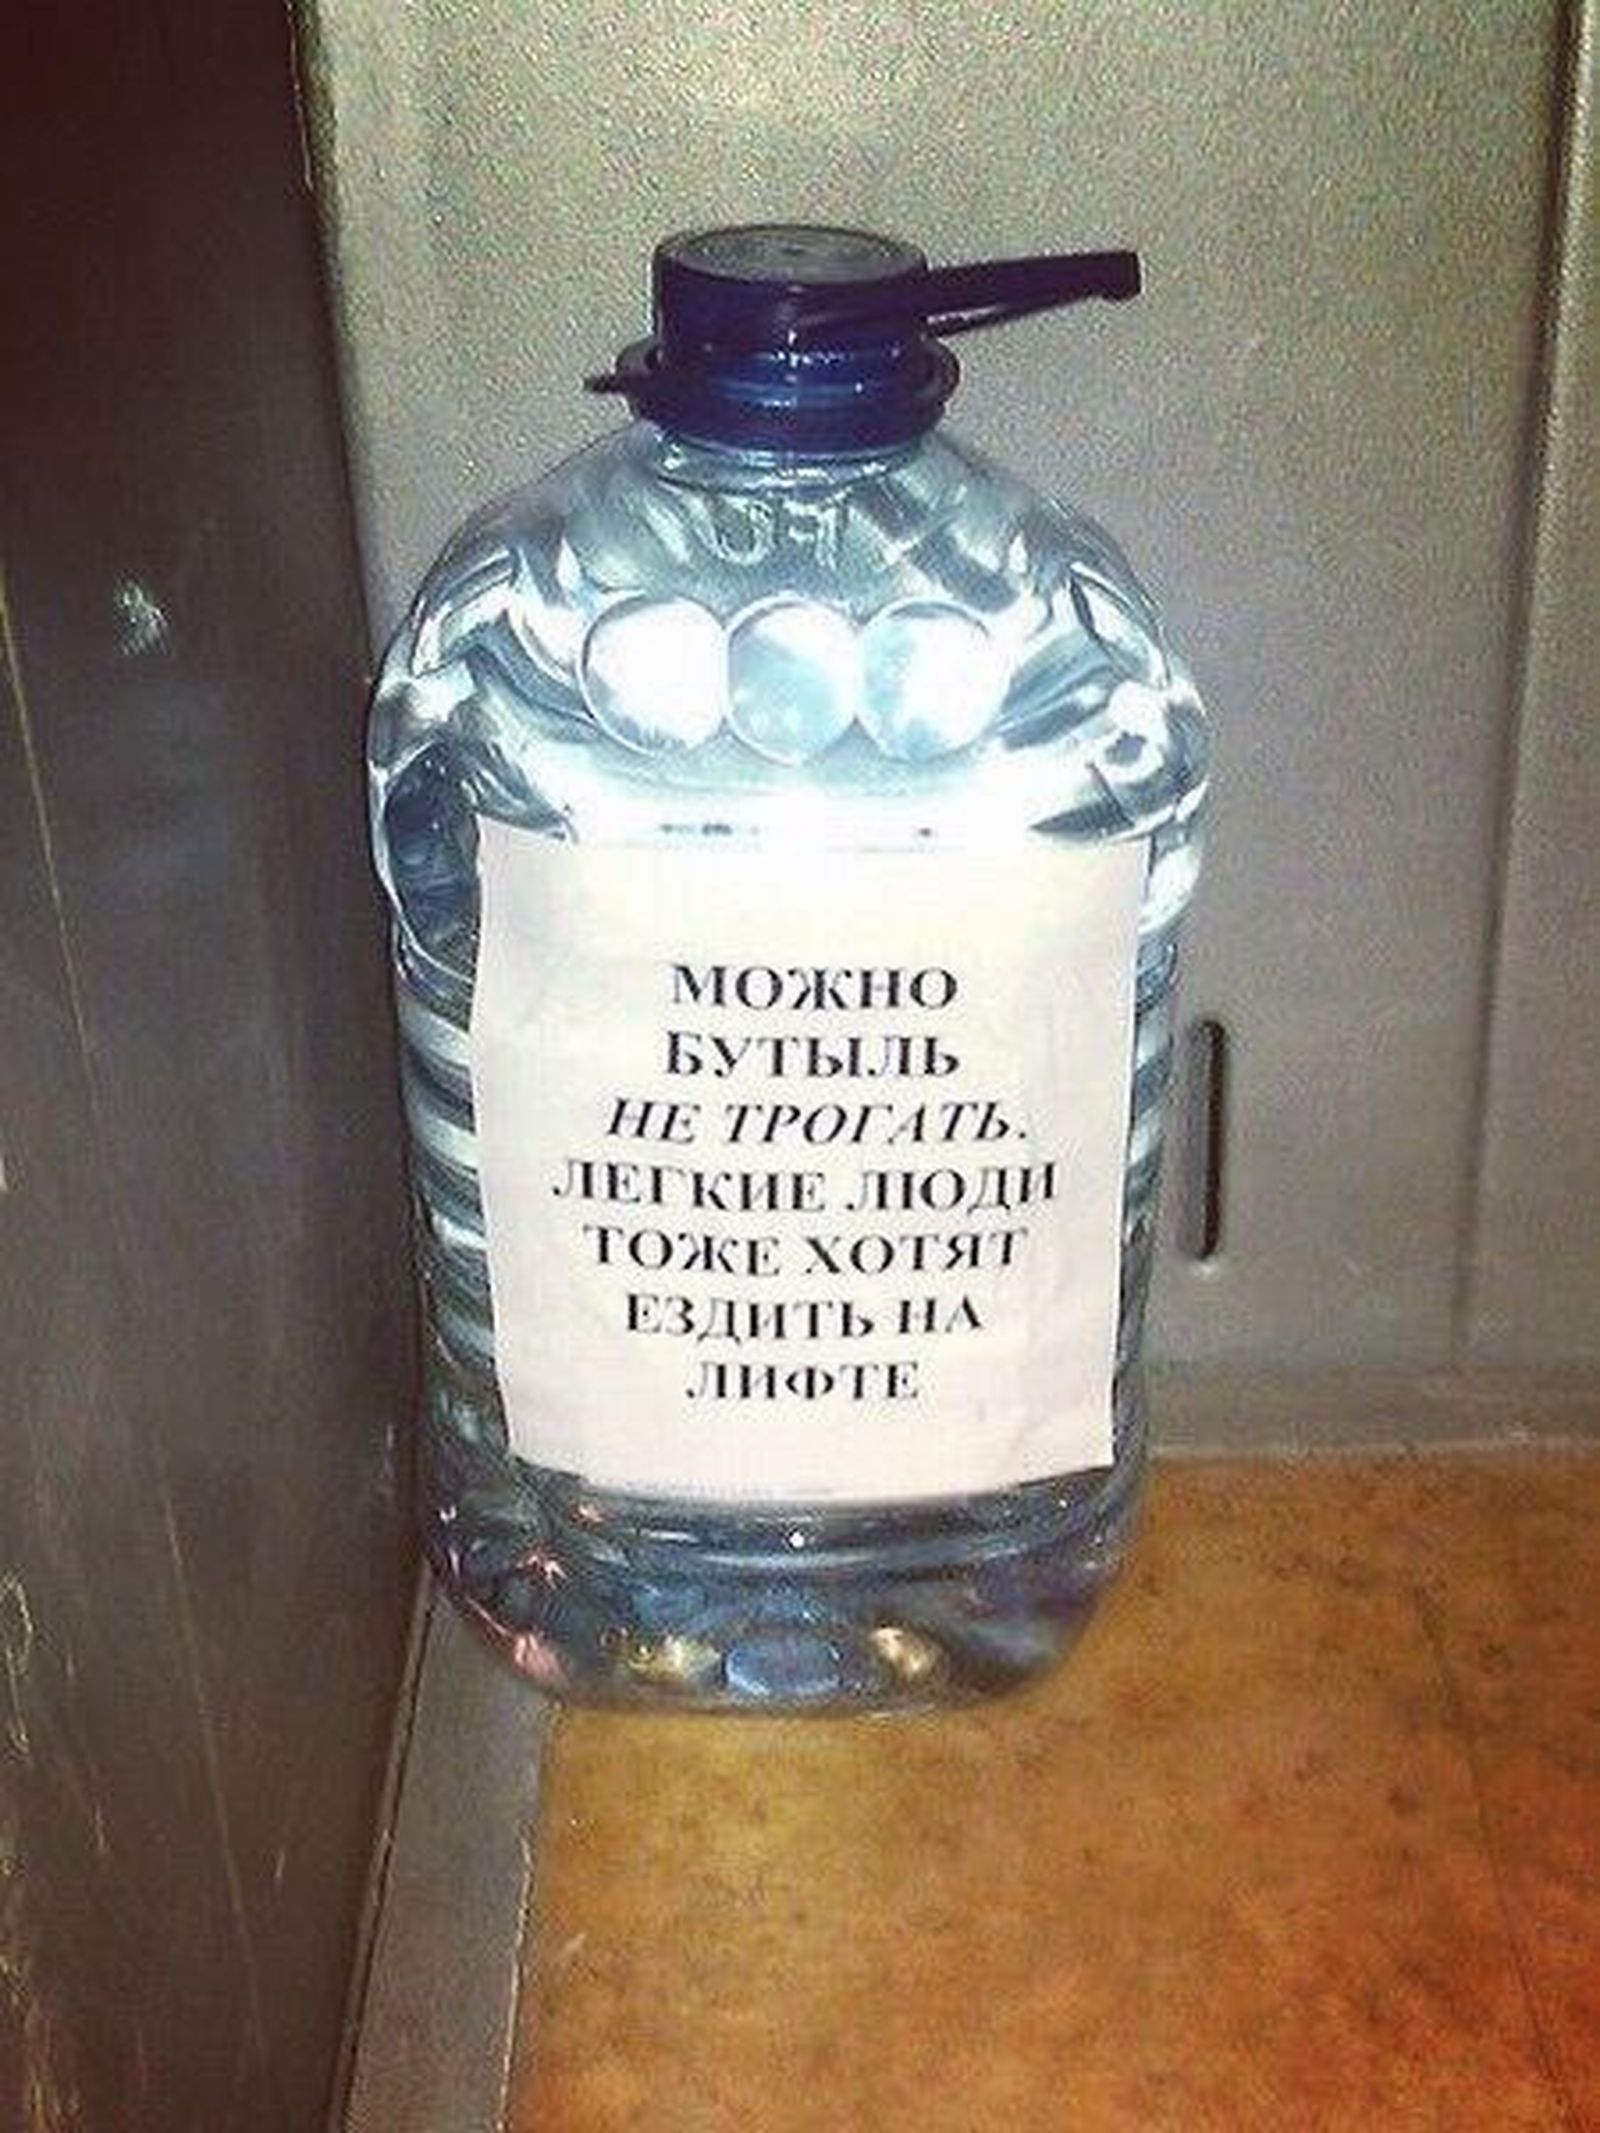 МОЖНО
БУТЫЛЬ
НЕ ТРОГАТЬ.
ЛЕГКИЕ ЛЮДИ
ТОЖЕ ХОТЯТ
ЕЗДИТЬ НА
ЛИФТЕ